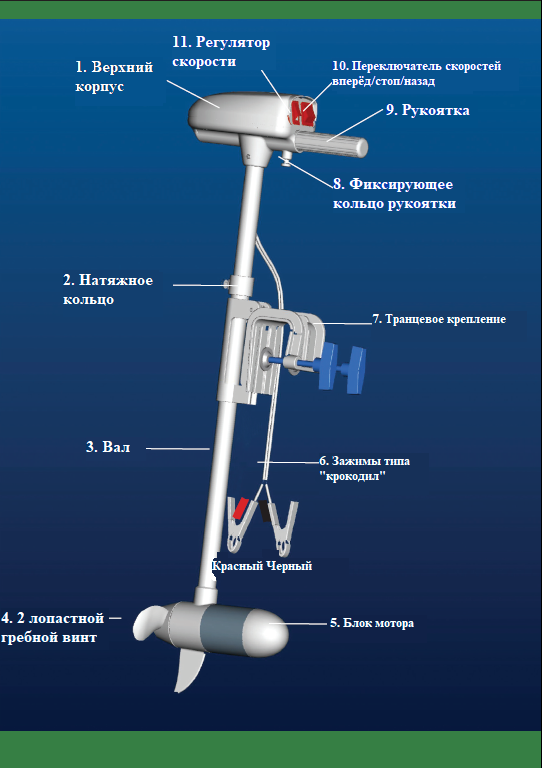 11. Регулятор
скорости
1. Верхний
корпус
10. Переключатель скоростей
вперёд/стоп/назад
9. Рукоятка
8. Фиксирующее
кольцо рукоятки
2. Натяжное
кольцо
7. Транцевое крепление
3. Вал
6. Зажимы типа
"крокодил"
Красный Черный
4. 2 лопастной
гребной винт
5. Блок мотора